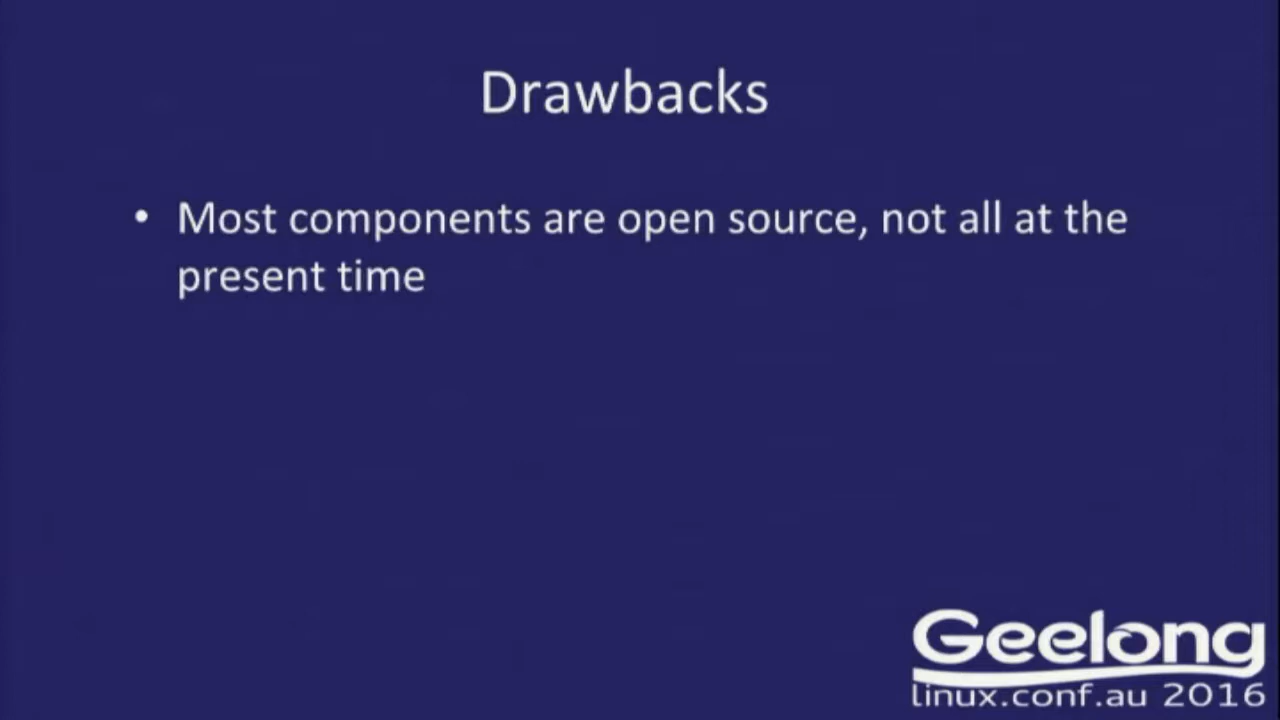 Drawbacks
• Most components are open source, not all at the
present time
Geelong
linux.conf.au 2016